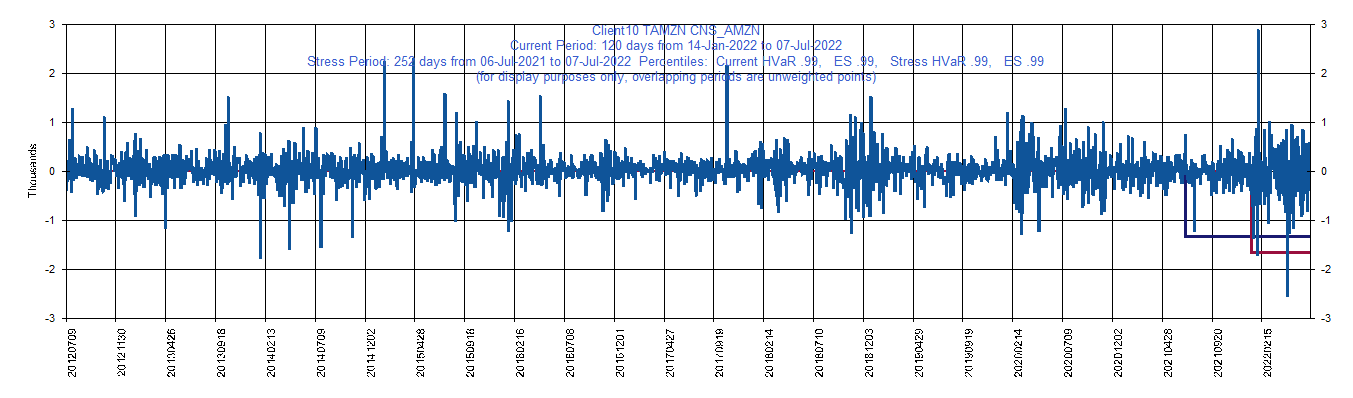 Client10 TAMZN CNS_AMZN
Current Period: 120 days from 14-Jan-2022 to 07-Jul-2022
Stress Period: 252 days from 06-Jul-2021 to 07-Jul-2022 Percentiles: Current HVaR .99, ES .99, Stress HVaR .99, ES .99
(for display purposes only, overlapping periods are unweighted points)
Thousands
3 3
2 2
1 1
0 0
-1 -1
-2 -2
-3 -3
20120709 20121130 20130426 20130918 20140213 20140709 20141202 20150428 20150918 20160216 20160708 20161201 20170427 20170919 20180214 20180710 20181203 20190429 20190919 20200214 20200709 20201202 20210428 20210920 20220215